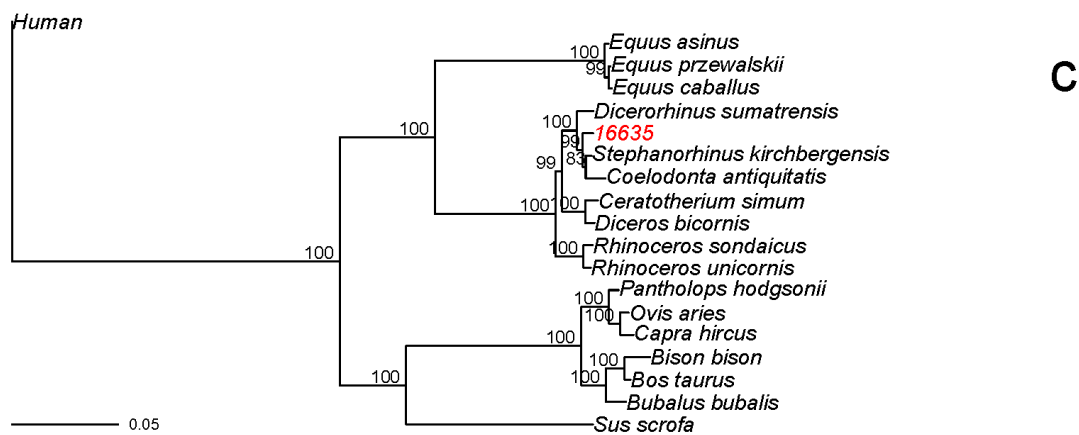 Human
Equus asinus
100
Equus przewalskii
99
C
Equus caballus
Dicerorhinus sumatrensis
100
100
16635
99
Stephanorhinus kirchbergensis
83
99
Coelodonta antiquitatis
Ceratotherium simum
100
100
Diceros bicornis
Rhinoceros sondaicus
100
100
Rhinoceros unicornis
Pantholops hodgsonii
100
Ovis aries
100
Capra hircus
100
Bison bison
100
Bos taurus
100
100
Bubalus bubalis
Sus scrofa
0.05